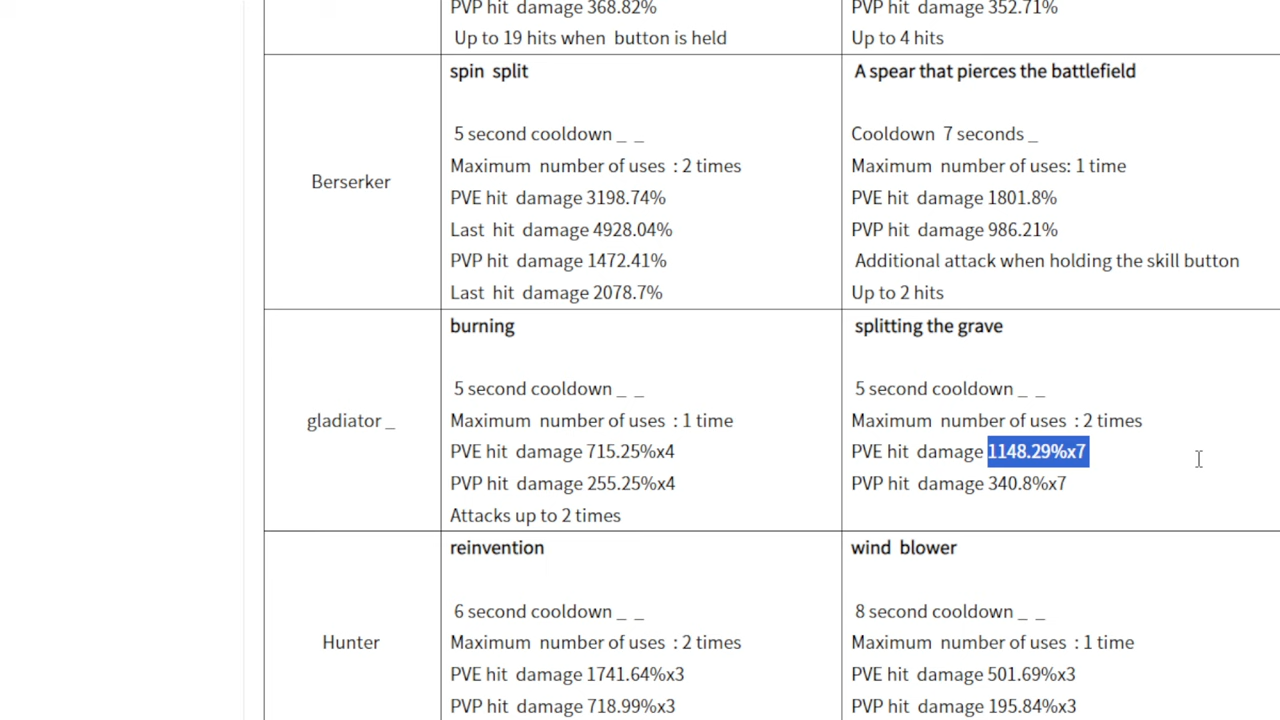 PVP hit damage 368.82%
Up to 19 hits when button is held
PVP hit damage 352.71%
Up to 4 hits
Berserker
spin split
5 second cooldown _ _
Maximum number of uses : 2 times
PVE hit damage 3198.74%
Last hit damage 4928.04%
PVP hit damage 1472.41%
Last hit damage 2078.7%
A spear that pierces the battlefield
Cooldown 7 seconds _
Maximum number of uses: 1 time
PVE hit damage 1801.8%
PVP hit damage 986.21%
Additional attack when holding the skill button
Up to 2 hits
gladiator _
burning
5 second cooldown _ _
Maximum number of uses : 1 time
PVE hit damage 715.25%x4
PVP hit damage 255.25%x4
Attacks up to 2 times
splitting the grave
5 second cooldown _ _
Maximum number of uses : 2 times
PVE hit damage 1148.29%x7
PVP hit damage 340.8%x7
Hunter
reinvention
6 second cooldown _ _
Maximum number of uses : 2 times
PVE hit damage 1741.64%x3
PVP hit damage 718.99%x3
wind blower
8 second cooldown _ _
Maximum number of uses : 1 time
PVE hit damage 501.69%x3
PVP hit damage 195.84%x3